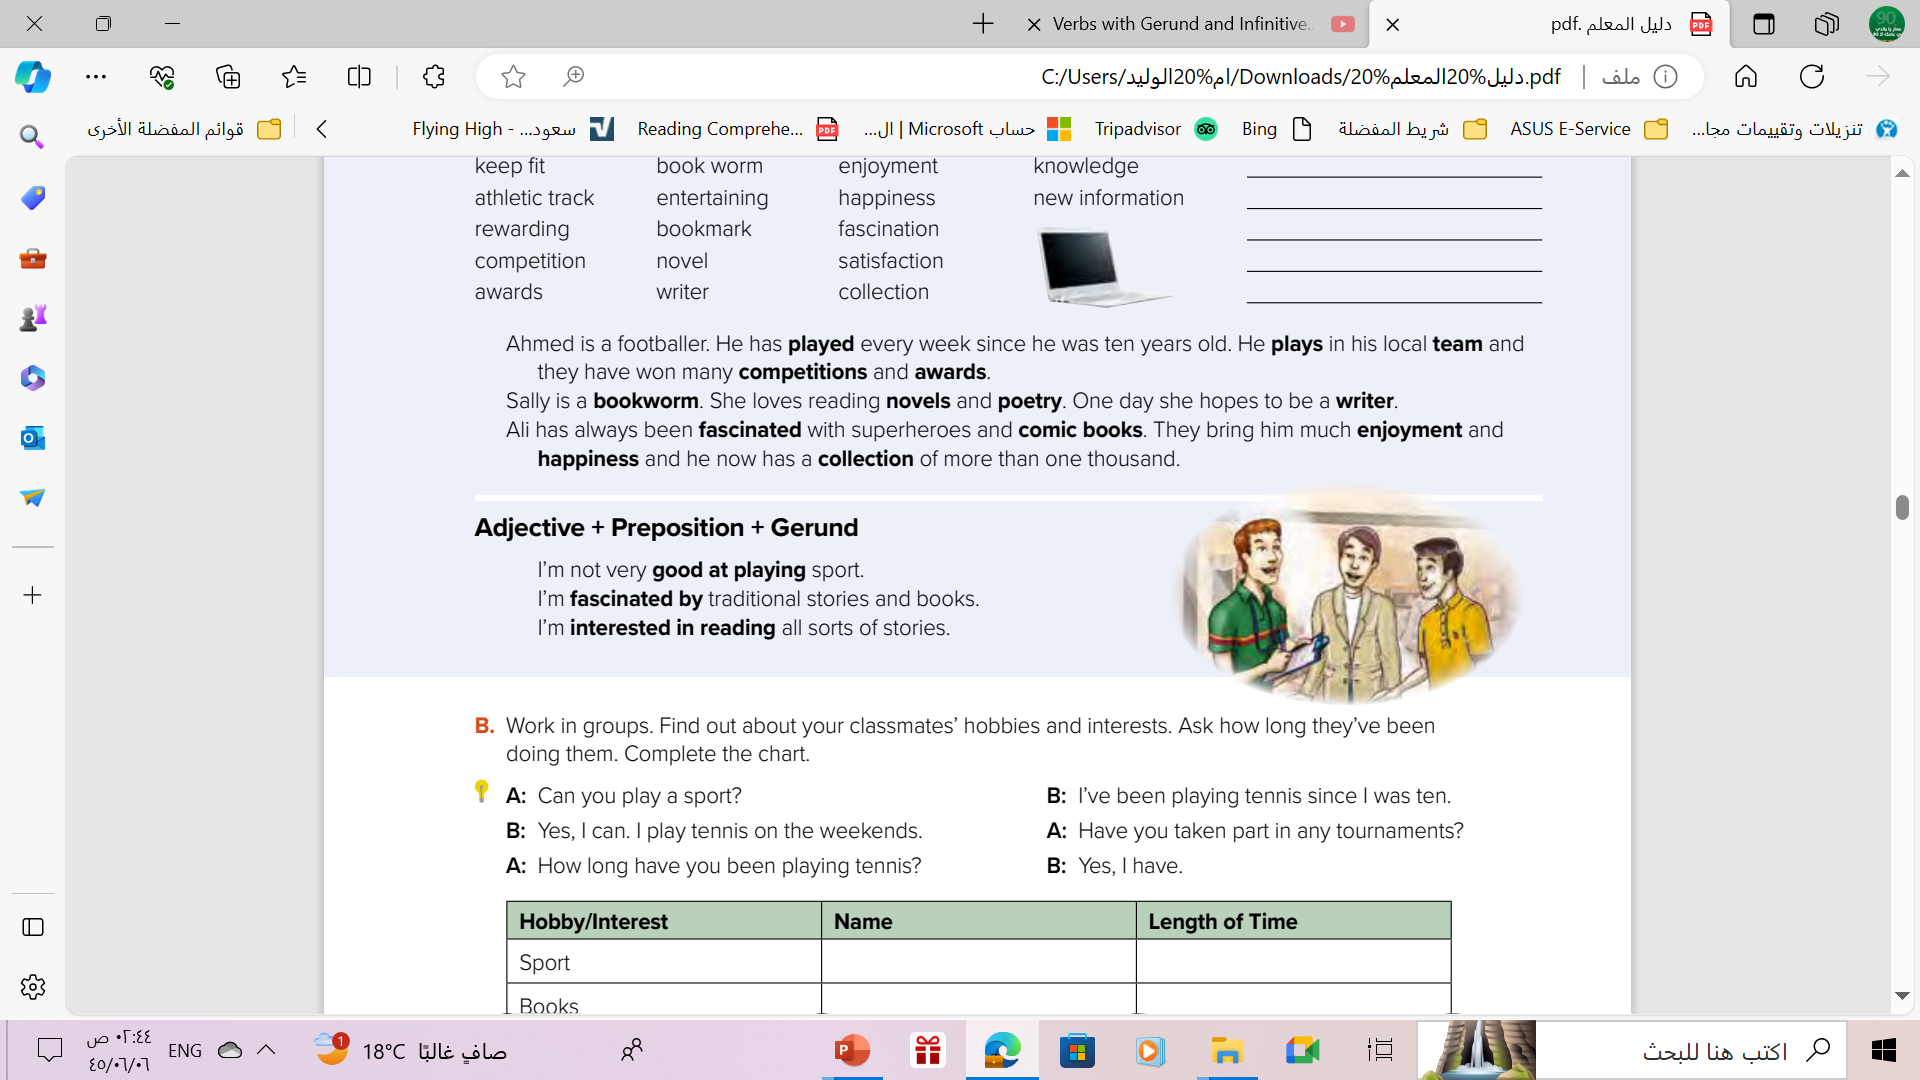 Verbs with Gerund and Infinitive...
دليل المعلم .pdf
C:/Users/ام%20الوليد/Downloads/دليل%20المعلم%20.pdf
ملف
قوائم المفضلة الأخرى
Flying High - ...سعود
Reading Comprehe...
حساب Microsoft | ال...
Tripadvisor
Bing
شريط المفضلة
ASUS E-Service
تنزيلات وتقييمات مجا...
keep fit book worm enjoyment knowledge
athletic track entertaining happiness new information
rewarding bookmark fascination
competition novel satisfaction
awards writer collection
Ahmed is a footballer. He has played every week since he was ten years old. He plays in his local team and
they have won many competitions and awards.
Sally is a bookworm. She loves reading novels and poetry. One day she hopes to be a writer.
Ali has always been fascinated with superheroes and comic books. They bring him much enjoyment and
happiness and he now has a collection of more than one thousand.
Adjective + Preposition + Gerund
I'm not very good at playing sport.
I'm fascinated by traditional stories and books.
I'm interested in reading all sorts of stories.
B. Work in groups. Find out about your classmates' hobbies and interests. Ask how long they've been
doing them. Complete the chart.
A: Can you play a sport?
B: Yes, I can. I play tennis on the weekends.
A: How long have you been playing tennis?
B: I've been playing tennis since I was ten.
A: Have you taken part in any tournaments?
B: Yes, I have.
Hobby/Interest Name Length of Time
Sport
Books
٠٢:٤٤ ص
٤٥/٠٦/٠٦
ENG
1
18°C صافٍ غالبًا
اكتب هنا للبحث